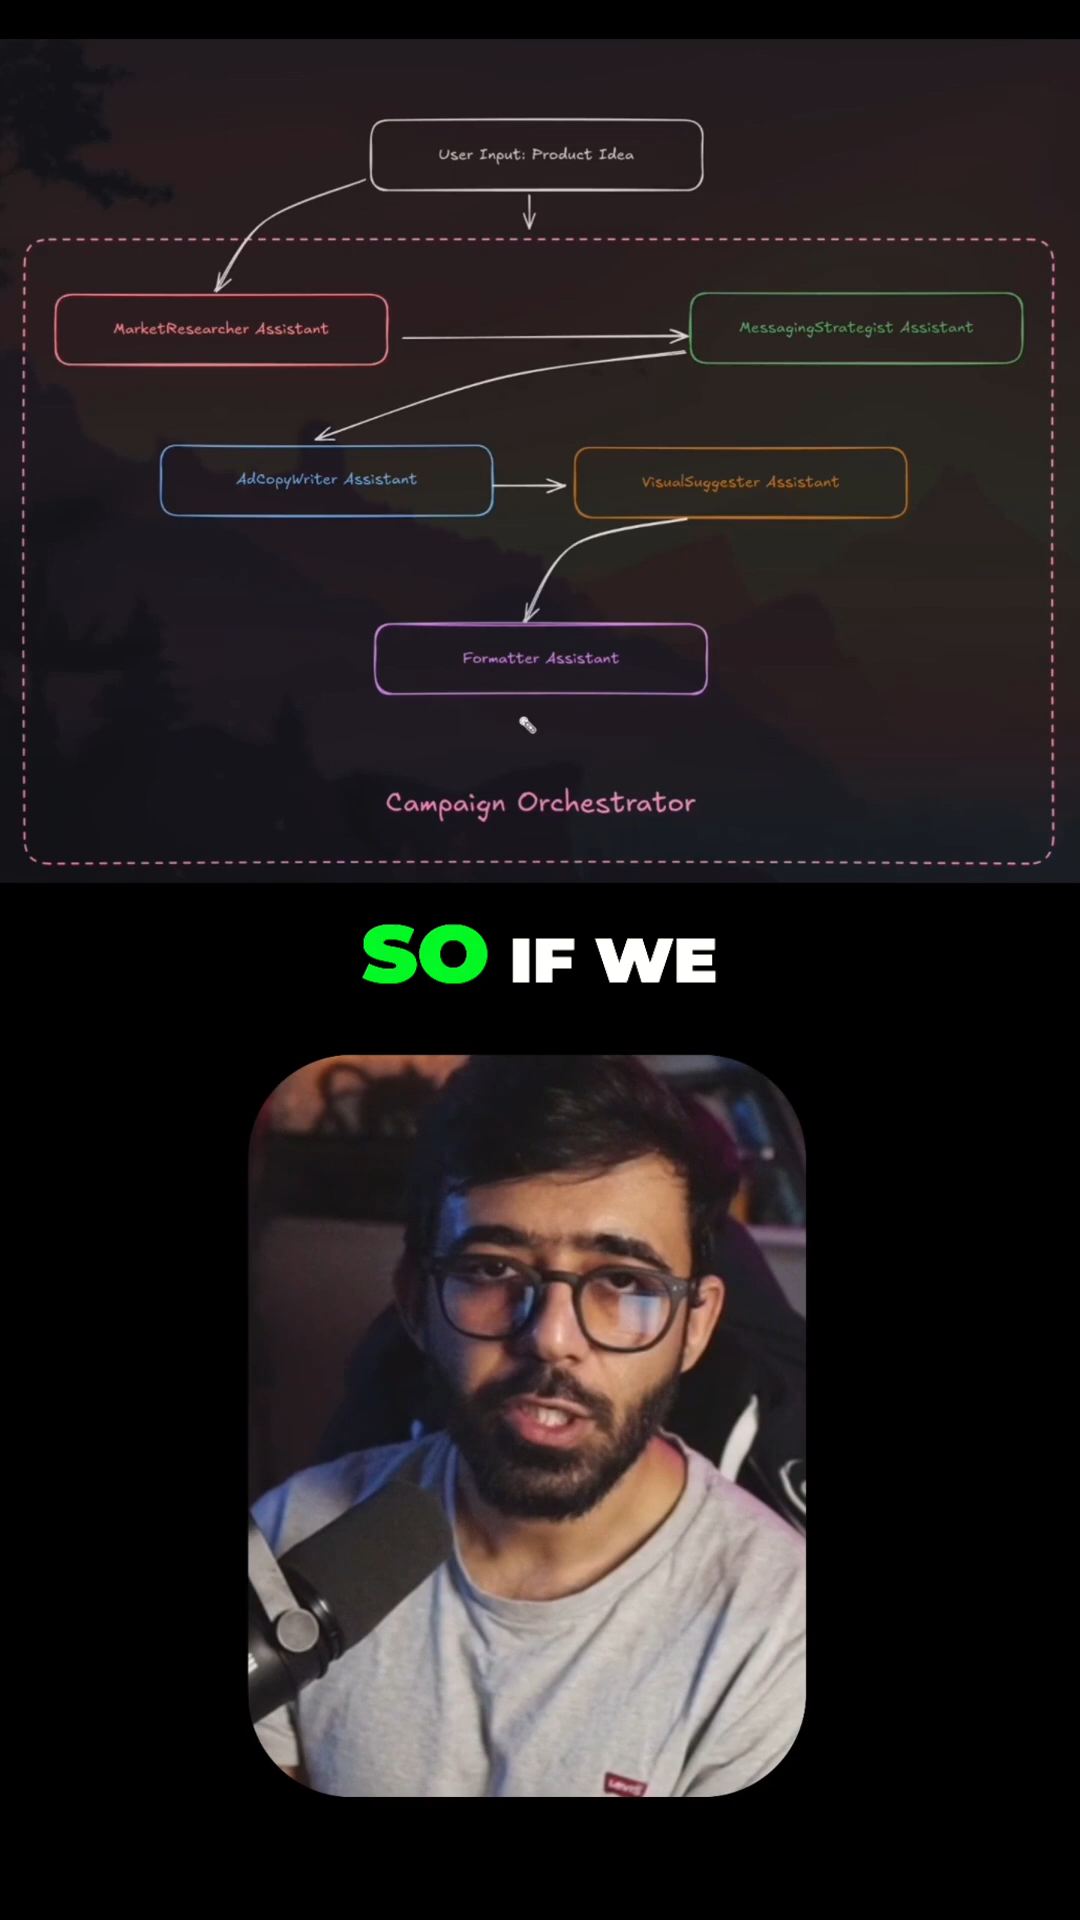 User Input: Product Idea
MarketResearcher Assistant
MessagingStrategist Assistant
AdCopyWriter Assistant
VisualSuggester Assistant
Formatter Assistant
Campaign Orchestrator
SO IF WE
Levi's